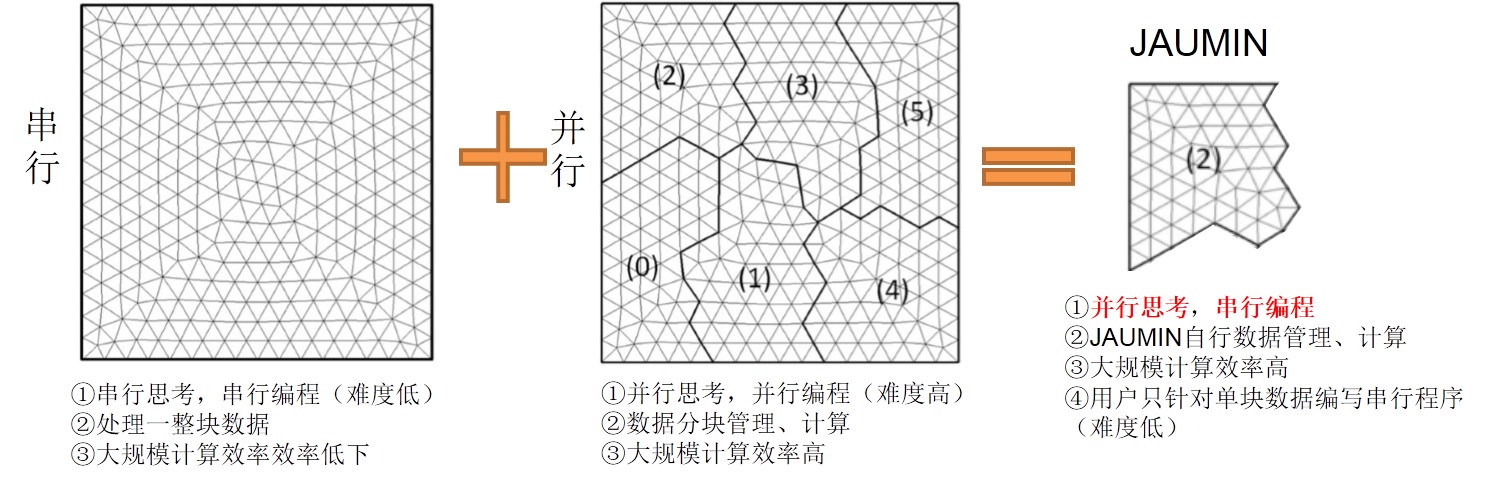 串行
①串行思考，串行编程（难度低）
②处理一整块数据
③大规模计算效率效率低下
并行
(2)
(3)
(5)
(0)
(1)
(4)
①并行思考，并行编程（难度高）
②数据分块管理、计算
③大规模计算效率高
JAUMIN
(2)
①并行思考，串行编程
②JAUMIN自行数据管理、计算
③大规模计算效率高
④用户只针对单块数据编写串行程序
（难度低）